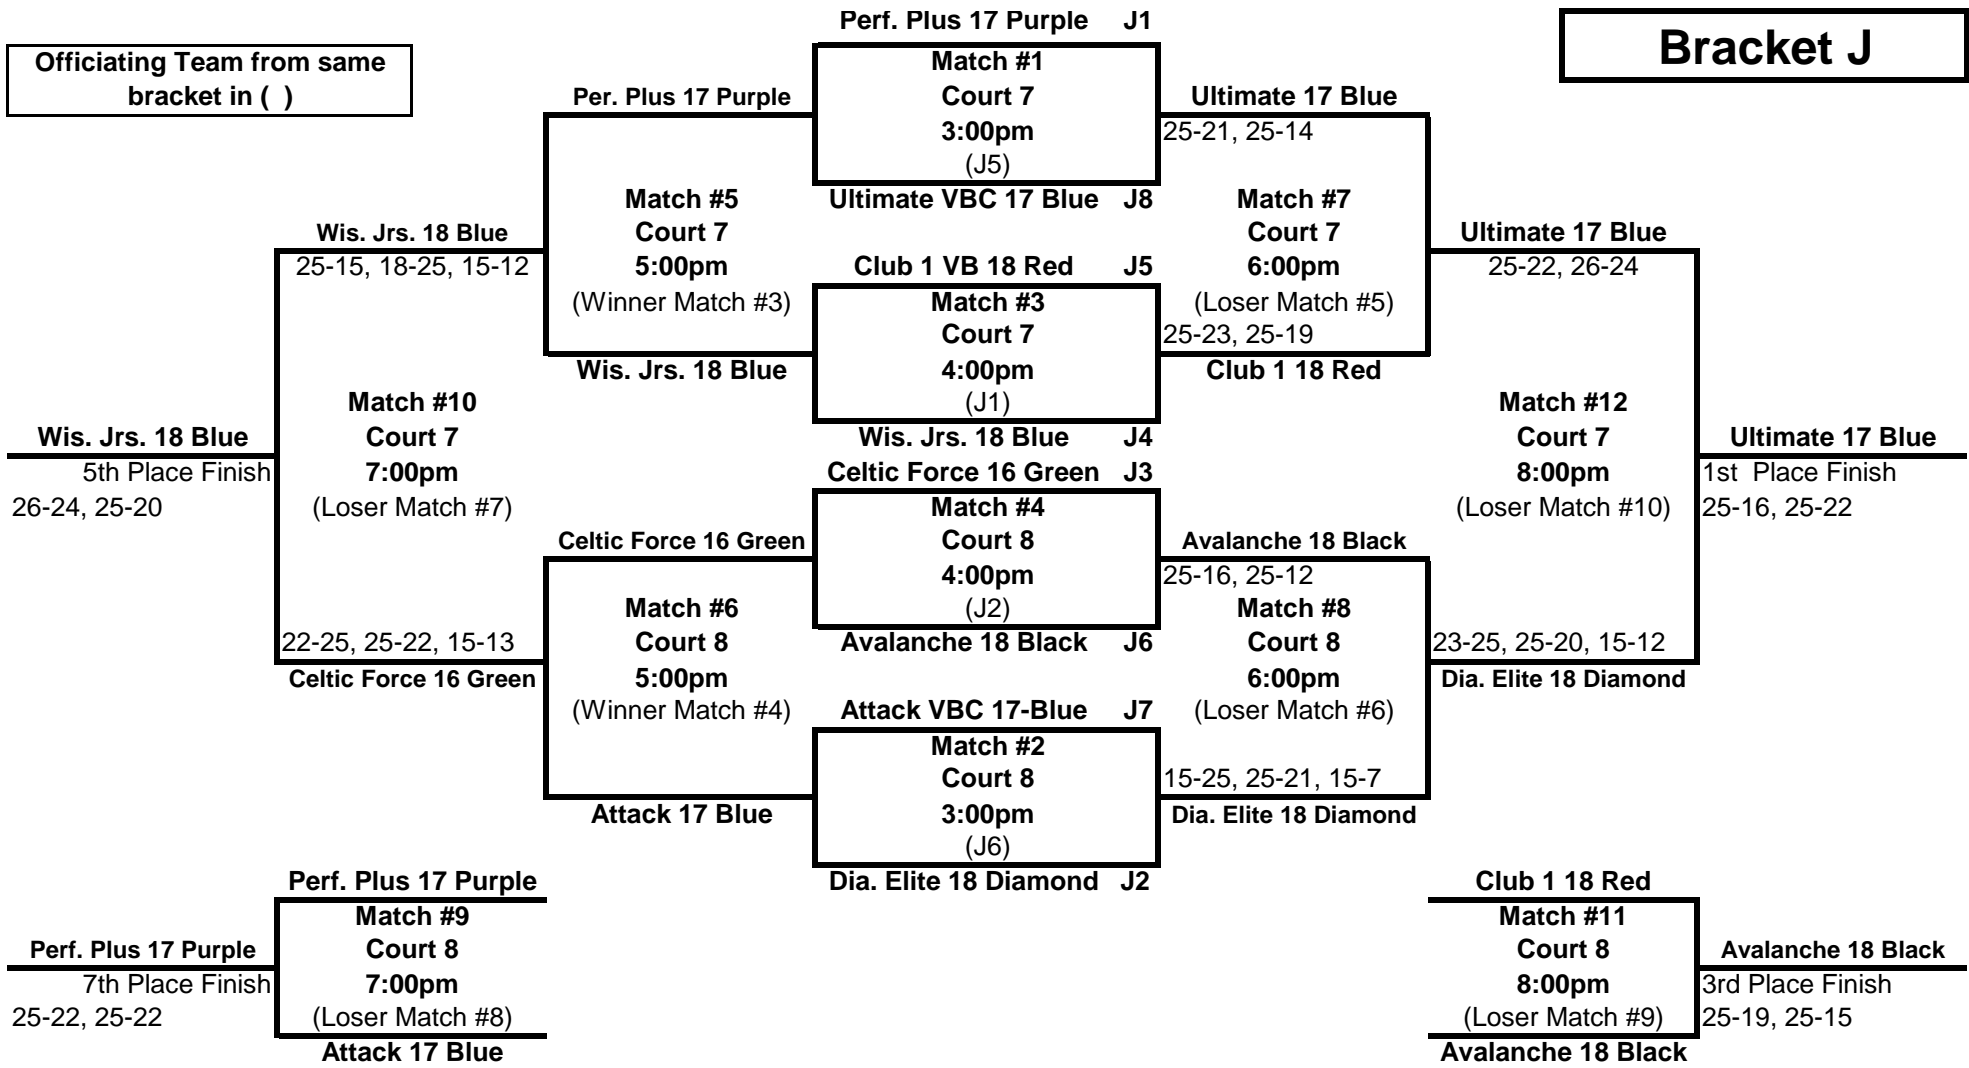 Perf. Plus 17 Purple J1
Bracket J
Officiating Team from same
bracket in ( )
Match #1
Court 7
3:00pm
(J5)
Per. Plus 17 Purple
Ultimate 17 Blue
25-21, 25-14
Ultimate VBC 17 Blue J8
Match #5
Court 7
5:00pm
(Winner Match #3)
Match #7
Court 7
6:00pm
(Loser Match #5)
Wis. Jrs. 18 Blue
25-15, 18-25, 15-12
Ultimate 17 Blue
25-22, 26-24
Club 1 VB 18 Red J5
Match #3
Court 7
4:00pm
(J1)
25-23, 25-19
Wis. Jrs. 18 Blue
Club 1 18 Red
Wis. Jrs. 18 Blue J4
Match #10
Court 7
7:00pm
(Loser Match #7)
Match #12
Court 7
8:00pm
(Loser Match #10)
Wis. Jrs. 18 Blue
5th Place Finish
26-24, 25-20
Ultimate 17 Blue
1st Place Finish
25-16, 25-22
Celtic Force 16 Green J3
Match #4
Court 8
4:00pm
(J2)
Celtic Force 16 Green
Avalanche 18 Black
25-16, 25-12
Avalanche 18 Black J6
Match #6
Court 8
5:00pm
(Winner Match #4)
Match #8
Court 8
6:00pm
(Loser Match #6)
22-25, 25-22, 15-13
Celtic Force 16 Green
23-25, 25-20, 15-12
Dia. Elite 18 Diamond
Attack VBC 17-Blue J7
Match #2
Court 8
3:00pm
(J6)
15-25, 25-21, 15-7
Attack 17 Blue
Dia. Elite 18 Diamond
Dia. Elite 18 Diamond J2
Perf. Plus 17 Purple
Match #9
Court 8
7:00pm
(Loser Match #8)
Attack 17 Blue
Perf. Plus 17 Purple
7th Place Finish
25-22, 25-22
Club 1 18 Red
Match #11
Court 8
8:00pm
(Loser Match #9)
Avalanche 18 Black
Avalanche 18 Black
3rd Place Finish
25-19, 25-15